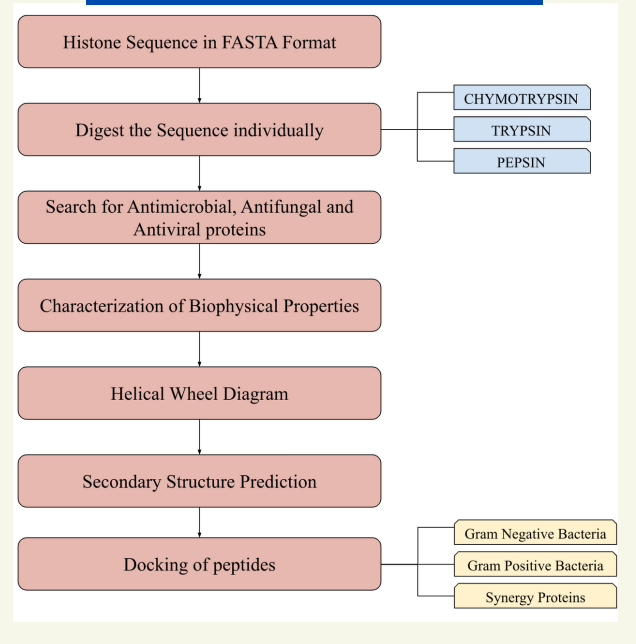 Histone Sequence in FASTA Format
Digest the Sequence individually
CHYMOTRYPSIN
TRYPSIN
PEPSIN
Search for Antimicrobial, Antifungal and
Antiviral proteins
Characterization of Biophysical Properties
Helical Wheel Diagram
Secondary Structure Prediction
Docking of peptides
Gram Negative Bacteria
Gram Positive Bacteria
Synergy Proteins